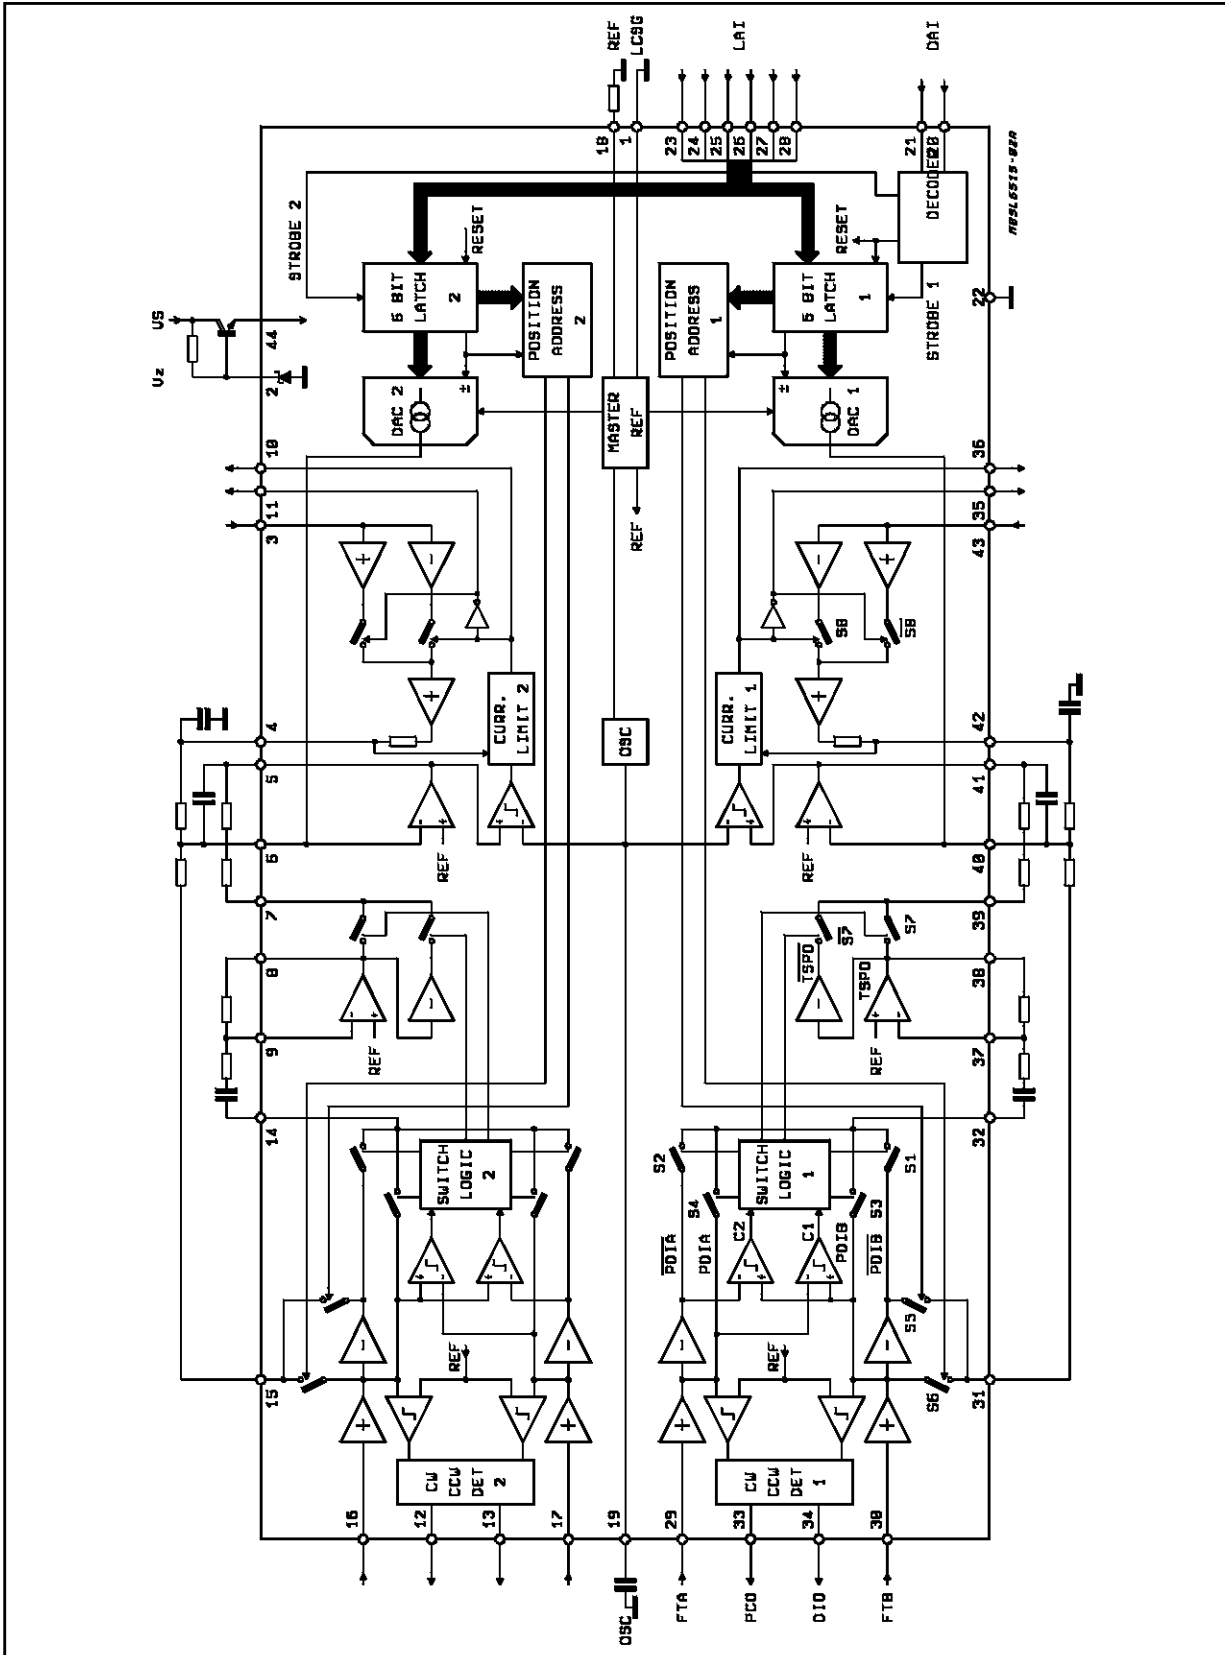 REF
LCSG
LAI
DAI
18
1
23
24
25
26
27
28
21
20
STROBE 2
RESET
RESET
DECODER
6 BIT
LATCH
2
POSITION
ADDRESS
2
POSITION
ADDRESS
1
6 BIT
LATCH
1
STROBE 1
22
VS
Vz
44
2
DAC 2
±
MASTER
REF
±
DAC 1
REF
10
11
3
36
35
43
+
-
-
+
S8
S8
+
+
CURR.
LIMIT 2
OSC
CURR.
LIMIT 1
4
5
6
42
41
40
REF
REF
7
8
9
39
38
37
S7
S7
TSPO
TSPO
REF
REF
14
32
SWITCH
LOGIC
2
SWITCH
LOGIC
1
S2
S4
S3
S1
PDIA
PDIA
C2
C1
PDIB
PDIB
S5
S6
REF
REF
15
31
CW
CCW
DET
2
CW
CCW
DET
1
16
12
13
17
19
29
33
34
30
OSC
FTA
PCO
DIO
FTB